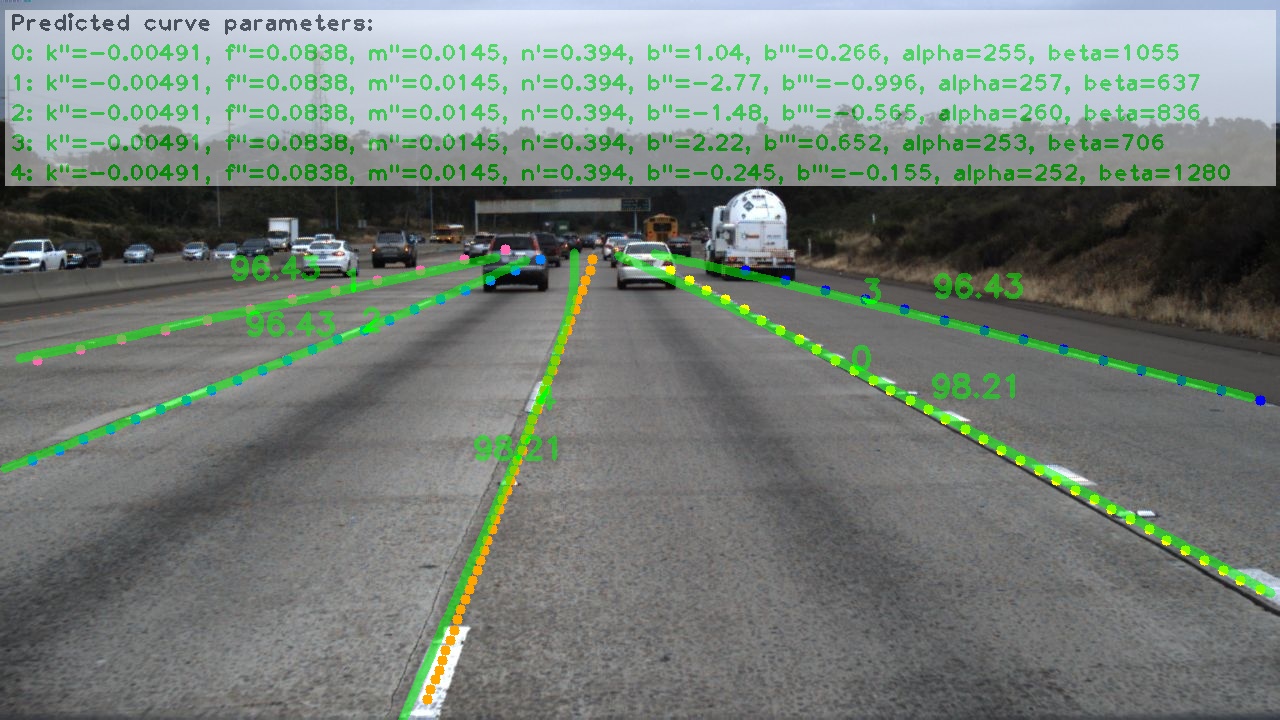 Predicted curve parameters:
0: k''=-0.00491, f''=0.0838, m''=0.0145, n'=0.394, b''=1.04, b'''=0.266, alpha=255, beta=1055
1: k''=-0.00491, f''=0.0838, m''=0.0145, n'=0.394, b''=-2.77, b'''=-0.996, alpha=257, beta=637
2: k''=-0.00491, f''=0.0838, m''=0.0145, n'=0.394, b''=-1.48, b'''=-0.565, alpha=260, beta=836
3: k''=-0.00491, f''=0.0838, m''=0.0145, n'=0.394, b''=2.22, b'''=0.652, alpha=253, beta=706
4: k''=-0.00491, f''=0.0838, m''=0.0145, n'=0.394, b''=-0.245, b'''=-0.155, alpha=252, beta=1280
96.43 1
3 96.43
96.43 2
0
98.21
4
98.21